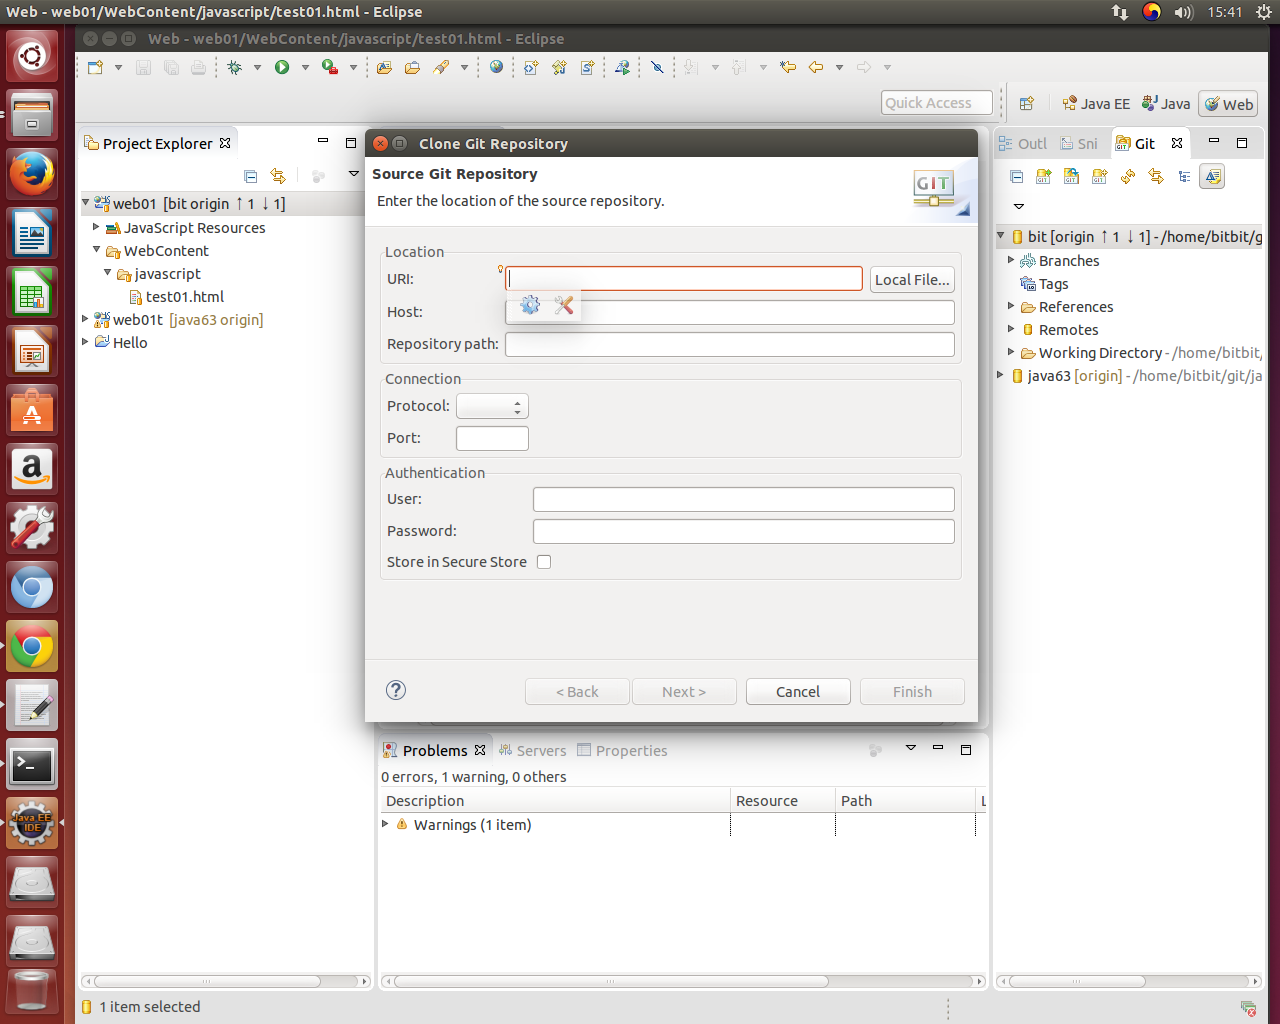 Web - web01/WebContent/javascript/test01.html - Eclipse
15:41
Web - web01/WebContent/javascript/test01.html - Eclipse
Quick Access
Java EE
Java
Web
Project Explorer
web01 [bit origin ↑ 1 ↓ 1]
JavaScript Resources
WebContent
javascript
test01.html
web01t [java63 origin]
Hello
Clone Git Repository
Source Git Repository
Enter the location of the source repository.
GIT
Location
URI:
Local File...
Host:
Repository path:
Connection
Protocol:
Port:
Authentication
User:
Password:
Store in Secure Store
?
< Back
Next >
Cancel
Finish
Outl
Sni
Git
bit [origin ↑ 1 ↓ 1] - /home/bitbit/g
Branches
Tags
References
Remotes
Working Directory - /home/bitbit,
java63 [origin] - /home/bitbit/git/ja
Problems
Servers
Properties
0 errors, 1 warning, 0 others
Description
Resource
Path
L
Warnings (1 item)
Java EE
IDE
1 item selected